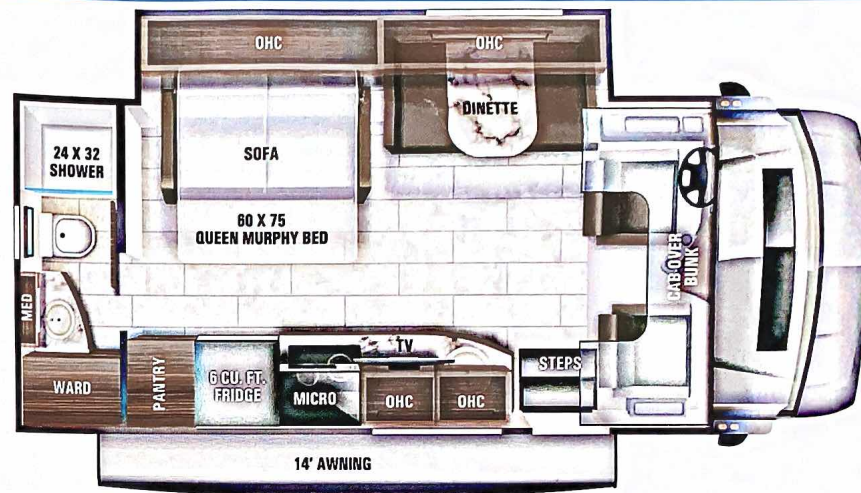 OHC
OHC
DINETTE
24 X 32
SHOWER
SOFA
60 X 75
QUEEN MURPHY BED
CAB OVER
BUNK
MED
TV
WARD
PANTRY
6 CU. FT.
FRIDGE
MICRO
OHC
OHC
STEPS
14' AWNING